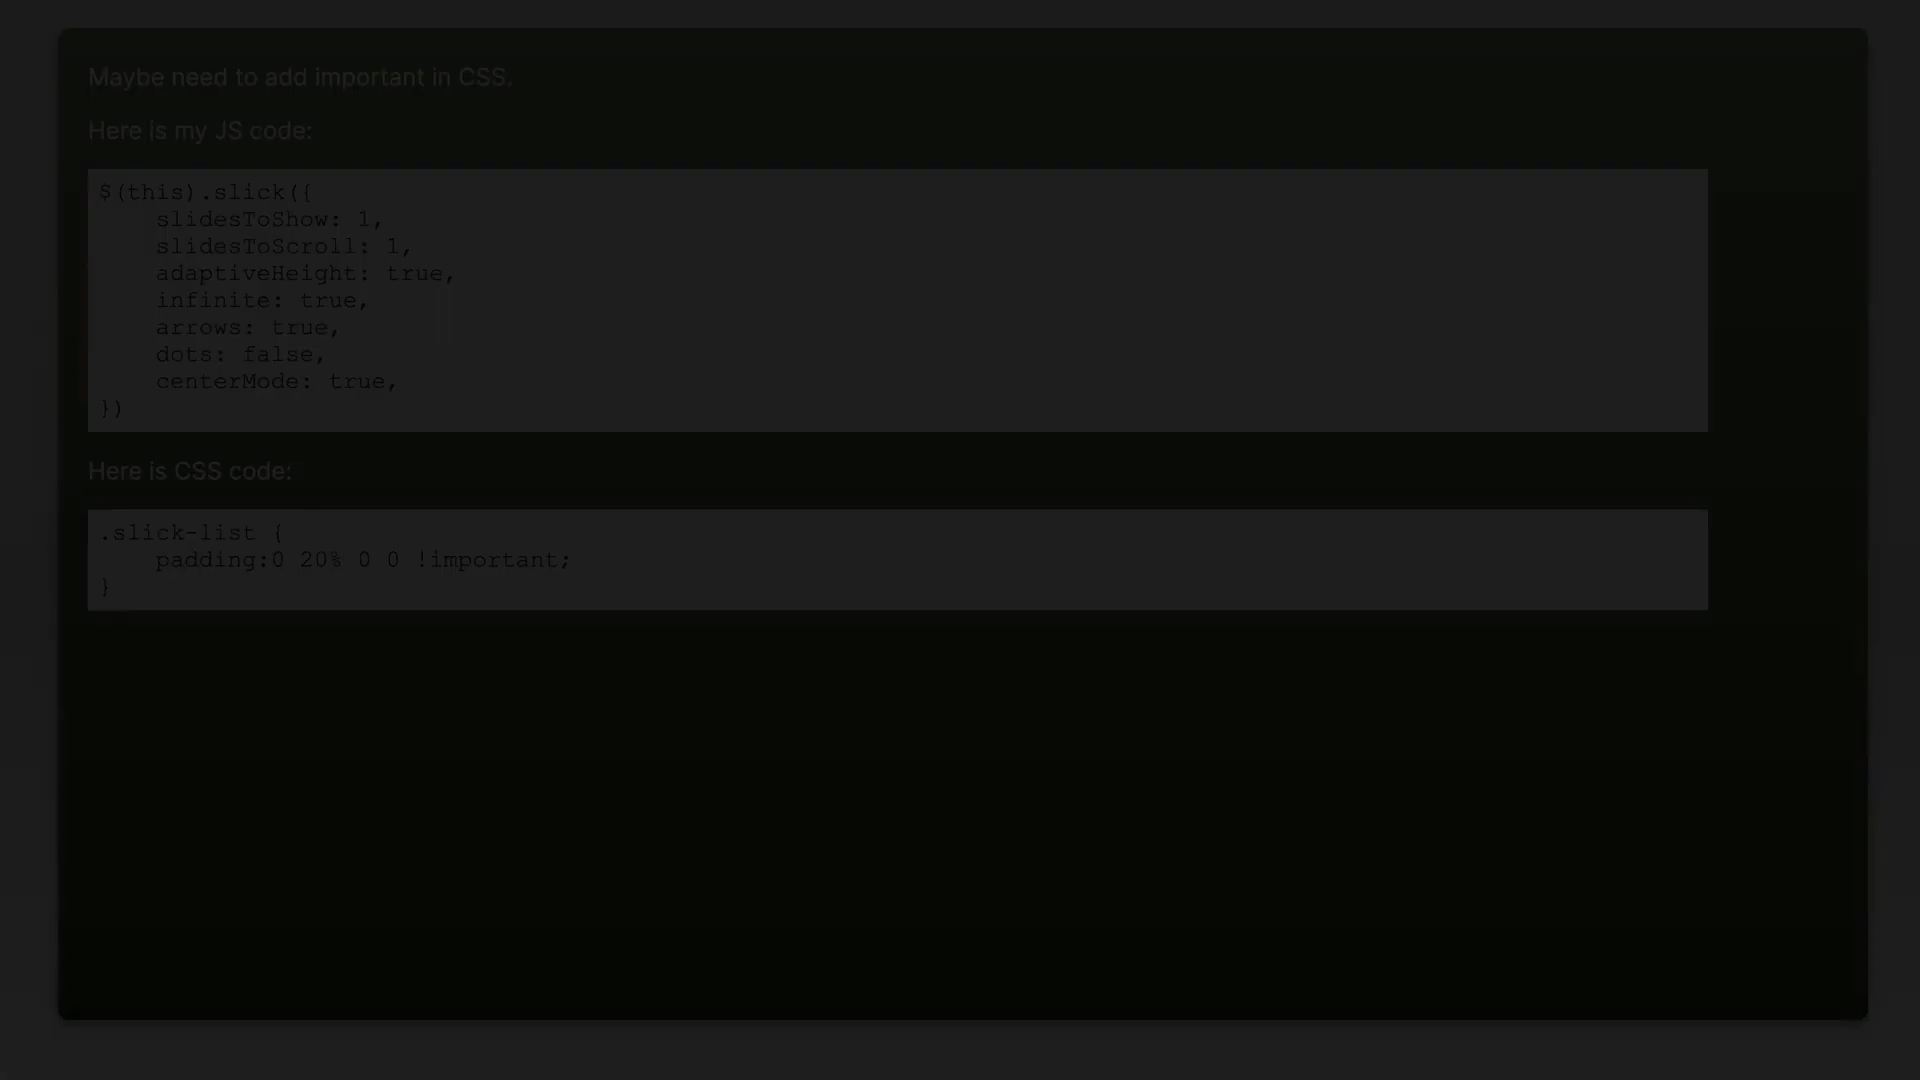 Maybe need to add important in CSS.
Here is my JS code:
$(this).slick({
    slidesToShow: 1,
    slidesToScroll: 1,
    adaptiveHeight: true,
    infinite: true,
    arrows: true,
    dots: false,
    centerMode: true,
})
Here is CSS code:
.slick-list {
    padding:0 20% 0 0 !important;
}